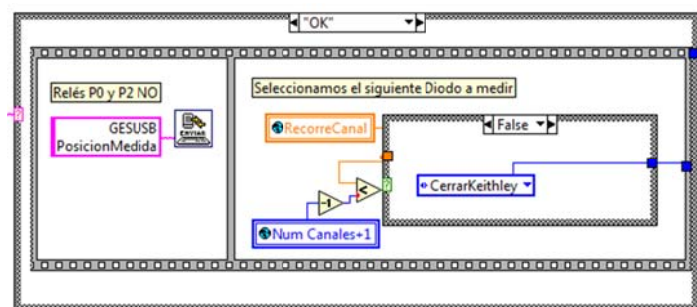 "OK"
Relés P0 y P2 NO
GESUSB
PosicionMedida
ENVIAR
Seleccionamos el siguiente Diodo a medir
RecorreCanal
False
?
-1
<
?
CerrarKeithley
Num Canales+1